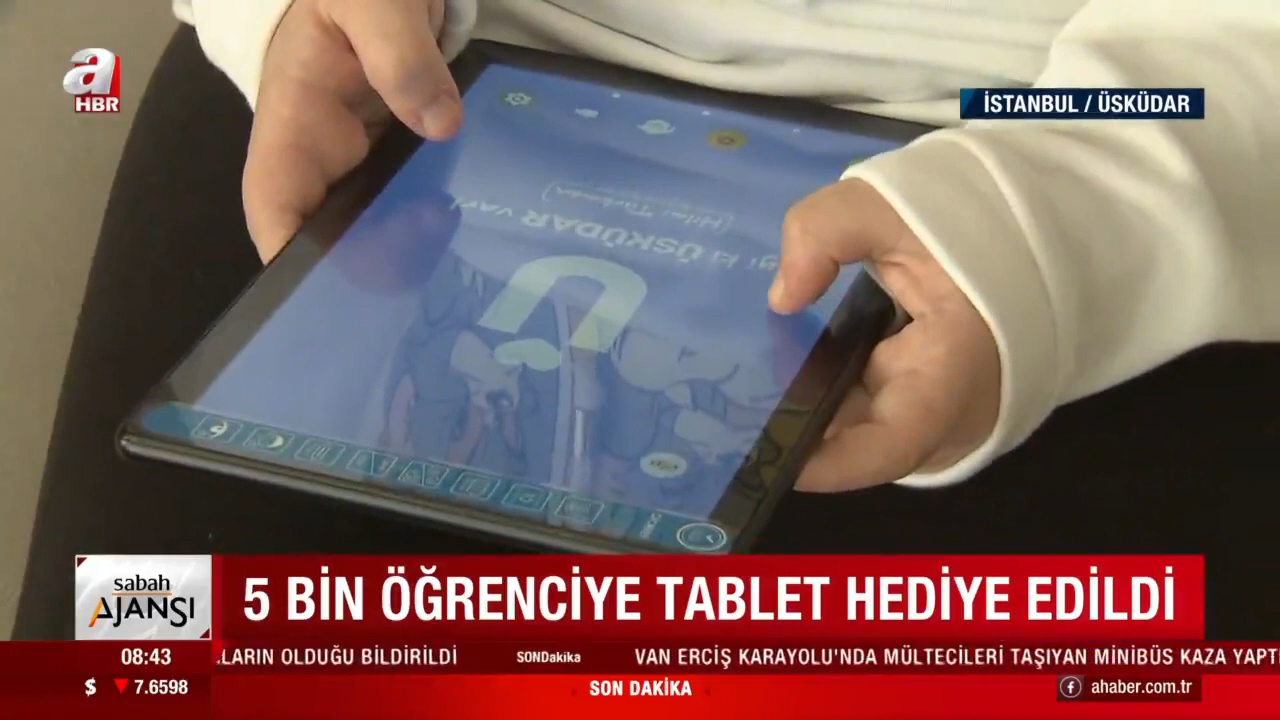 a
HBR
İSTANBUL / ÜSKÜDAR
ÜSKÜDAR
Ü
sabah
AJANSI
5 BİN ÖĞRENCİYE TABLET HEDİYE EDİLDİ
08:43
LARIN OLDUĞU BİLDİRİLDİ SONDakika VAN ERCİŞ KARAYOLU'NDA MÜLTECİLERİ TAŞIYAN MİNİBÜS KAZA YAPTI
$ 7.6598
SON DAKİKA
ahaber.com.tr